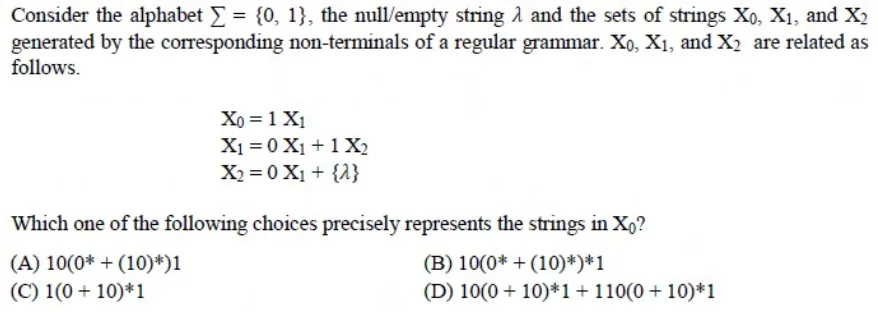 Consider the alphabet ∑ = {0, 1}, the null/empty string λ and the sets of strings X₀, X₁, and X₂
generated by the corresponding non-terminals of a regular grammar. X₀, X₁, and X₂ are related as
follows.
X₀ = 1 X₁
X₁ = 0 X₁ + 1 X₂
X₂ = 0 X₁ + {λ}
Which one of the following choices precisely represents the strings in X₀?
(A) 10(0* + (10)*)1 (B) 10(0* + (10)*)*1
(C) 1(0 + 10)*1 (D) 10(0 + 10)*1 + 110(0 + 10)*1